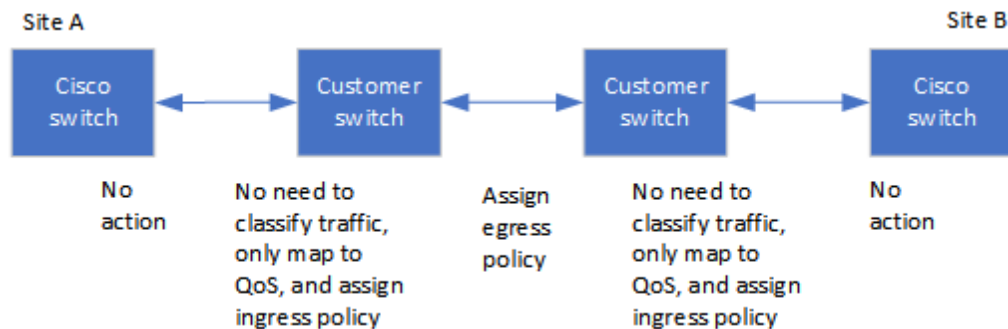 Site A
Site B
Cisco
switch
Customer
switch
Customer
switch
Cisco
switch
No
action
No need to
classify traffic,
only map to
QoS, and assign
ingress policy
Assign
egress
policy
No need to
classify traffic,
only map to
QoS, and assign
ingress policy
No
action